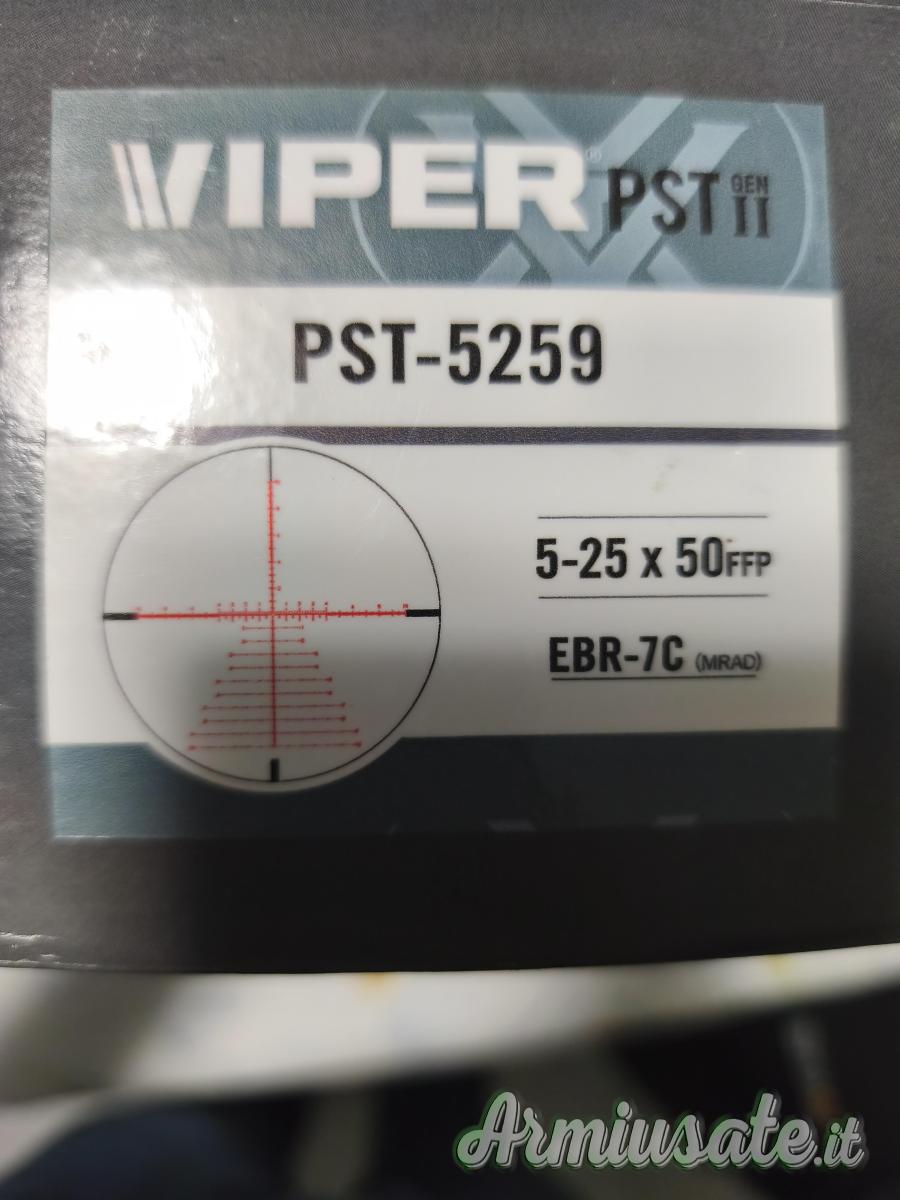 VIPER® PST GEN II
PST-5259
5-25 x 50FFP
EBR-7C (MRAD)
Armiusate.it